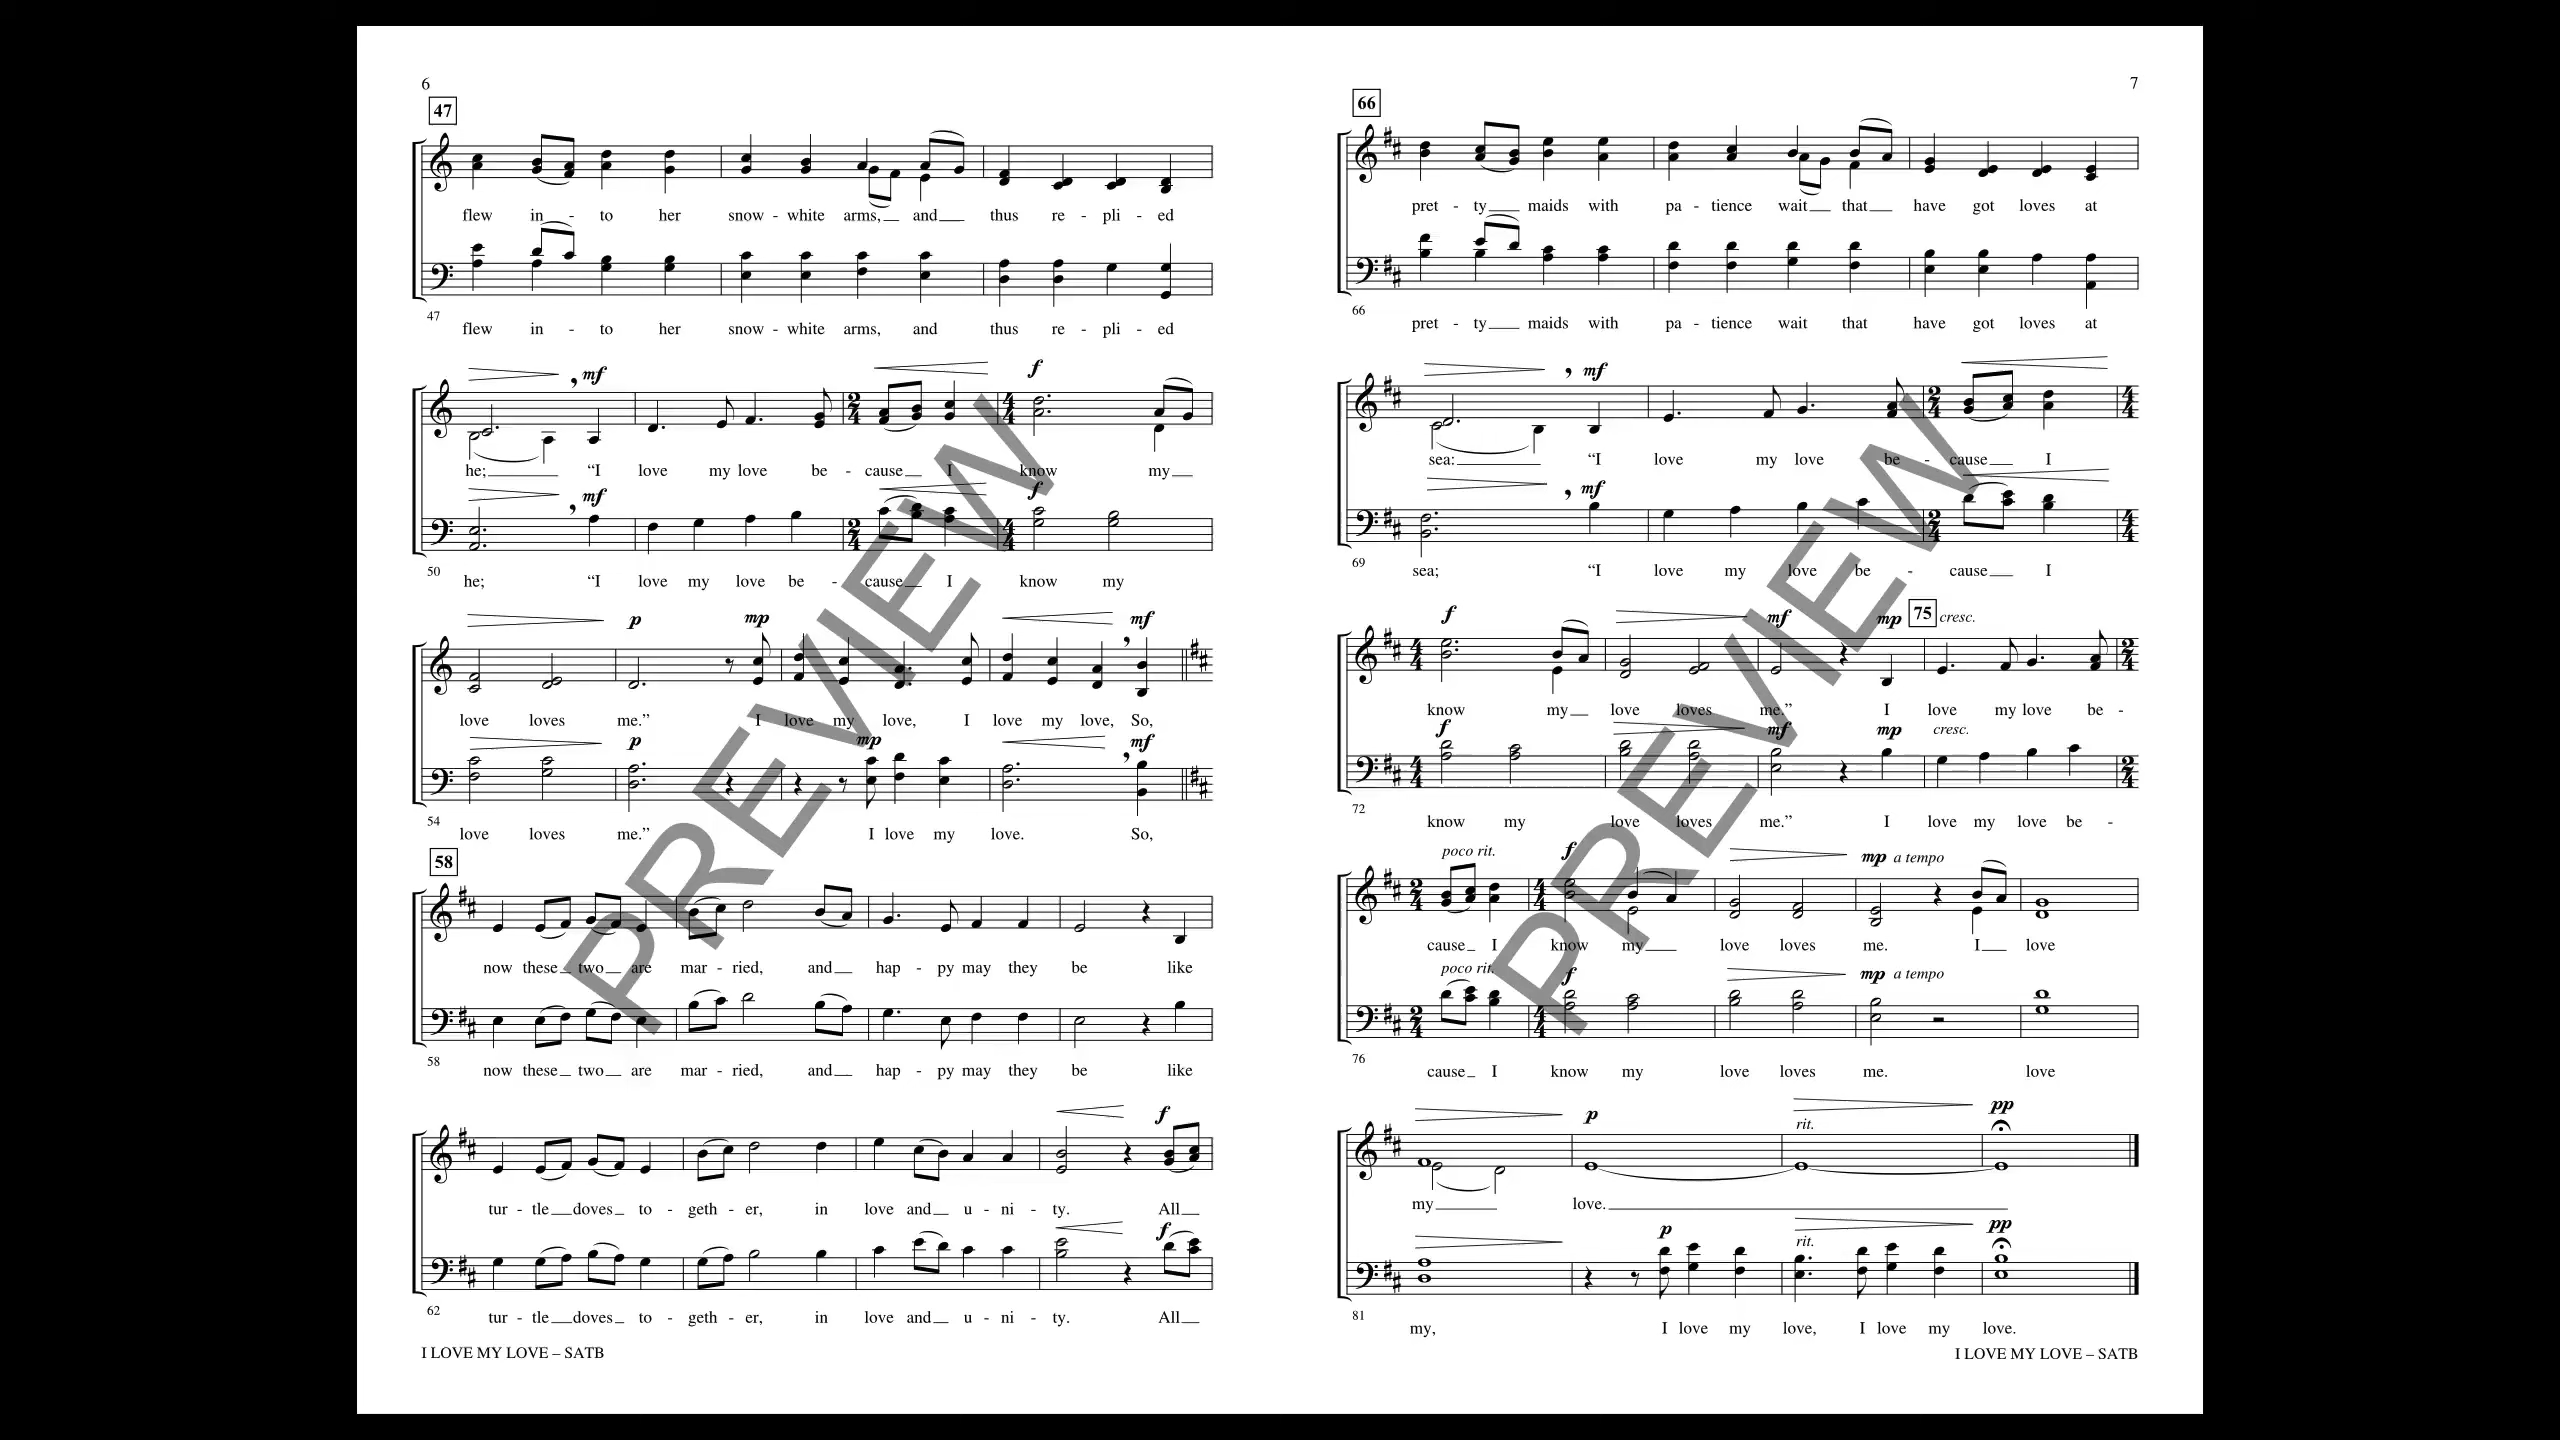 6
47
flew in - to her snow - white arms, and thus re - pli - ed
47
flew in - to her snow - white arms, and thus re - pli - ed
mf
f
he; “I love my love be - cause I know my
mf
f
50
he; “I love my love be - cause I know my
p mp mf
love loves me.” I love my love, I love my love, So,
p mp mf
54
love loves me.” I love my love. So,
58
now these two are mar - ried, and hap - py may they be like
58
now these two are mar - ried, and hap - py may they be like
f
tur - tle doves to - geth - er, in love and u - ni - ty. All
f
62
tur - tle doves to - geth - er, in love and u - ni - ty. All
I LOVE MY LOVE – SATB
PREVIEW
7
66
pret - ty maids with pa - tience wait that have got loves at
66
pret - ty maids with pa - tience wait that have got loves at
mf
sea: “I love my love be - cause I
mf
69
sea; “I love my love be - cause I
f mf mp 75 cresc.
know my love loves me.” I love my love be -
f mf mp cresc.
72
know my love loves me.” I love my love be -
poco rit. f mp a tempo
cause I know my love loves me. I love
poco rit. f mp a tempo
76
cause I know my love loves me. love
p rit. pp
my love.
p rit. pp
81
my, I love my love, I love my love.
I LOVE MY LOVE – SATB
PREVIEW